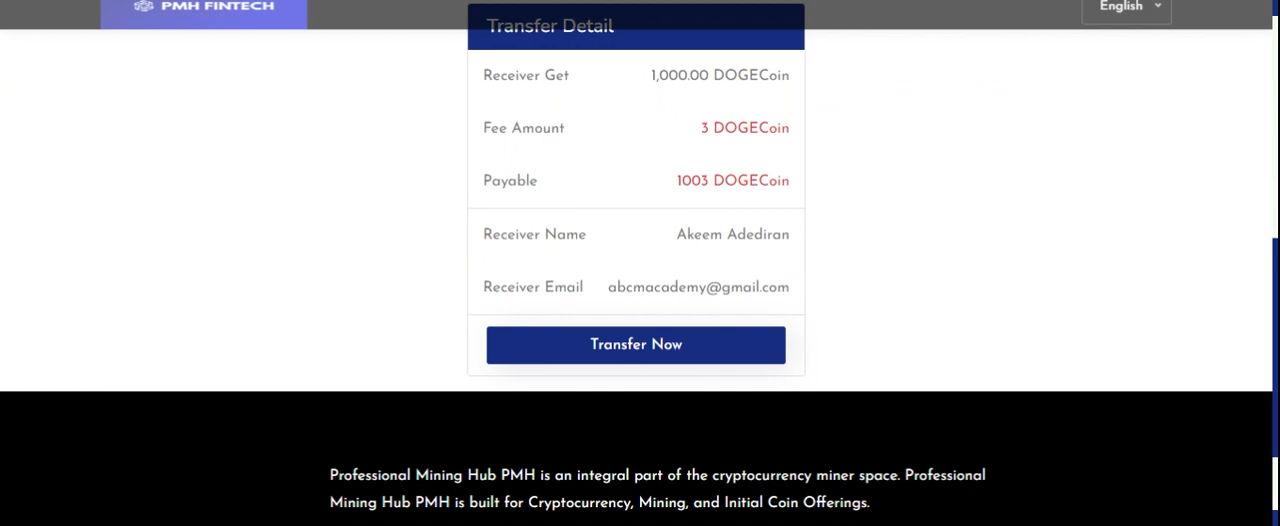 PMH FINTECH
English
Transfer Detail
Receiver Get 1,000.00 DOGECoin
Fee Amount 3 DOGECoin
Payable 1003 DOGECoin
Receiver Name Akeem Adediran
Receiver Email abcmacademy@gmail.com
Transfer Now
Professional Mining Hub PMH is an integral part of the cryptocurrency miner space. Professional
Mining Hub PMH is built for Cryptocurrency, Mining, and Initial Coin Offerings.